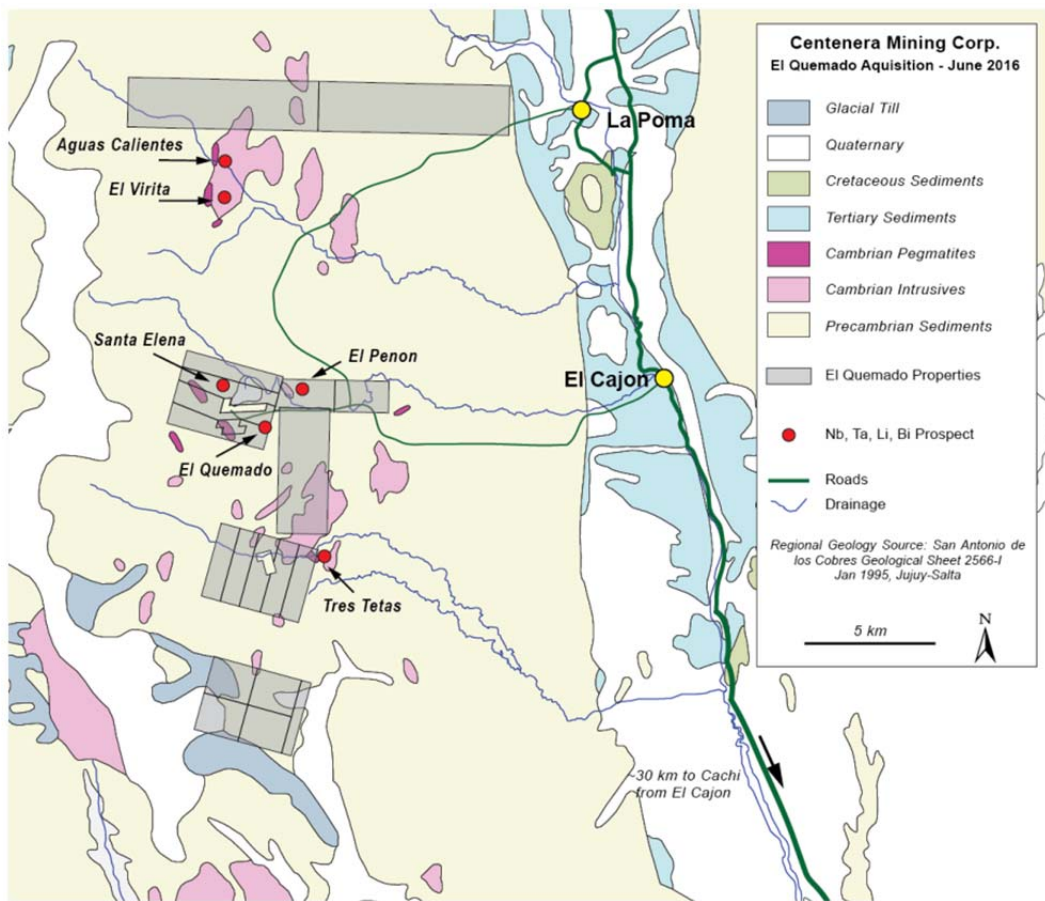 Centenera Mining Corp.
El Quemado Aquisition - June 2016
Glacial Till
Quaternary
Cretaceous Sediments
Tertiary Sediments
Cambrian Pegmatites
Cambrian Intrusives
Precambrian Sediments
El Quemado Properties
Nb, Ta, Li, Bi Prospect
Roads
Drainage
Regional Geology Source: San Antonio de
los Cobres Geological Sheet 2566-I
Jan 1995, Jujuy-Salta
5 km
N
La Poma
Aguas Calientes
El Virita
Santa Elena
El Penon
El Cajon
El Quemado
Tres Tetas
~30 km to Cachi
from El Cajon